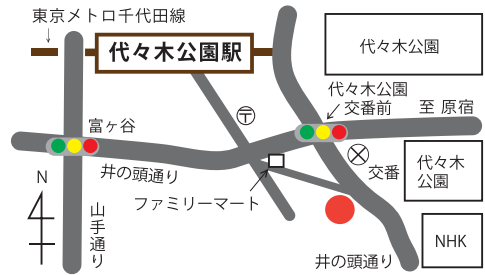 東京メトロ千代田線
代々木公園駅
代々木公園
代々木公園
交番前
至 原宿
富ヶ谷
井の頭通り
〒
交番
代々木
公園
ファミリーマート
N
山手通り
NHK
井の頭通り